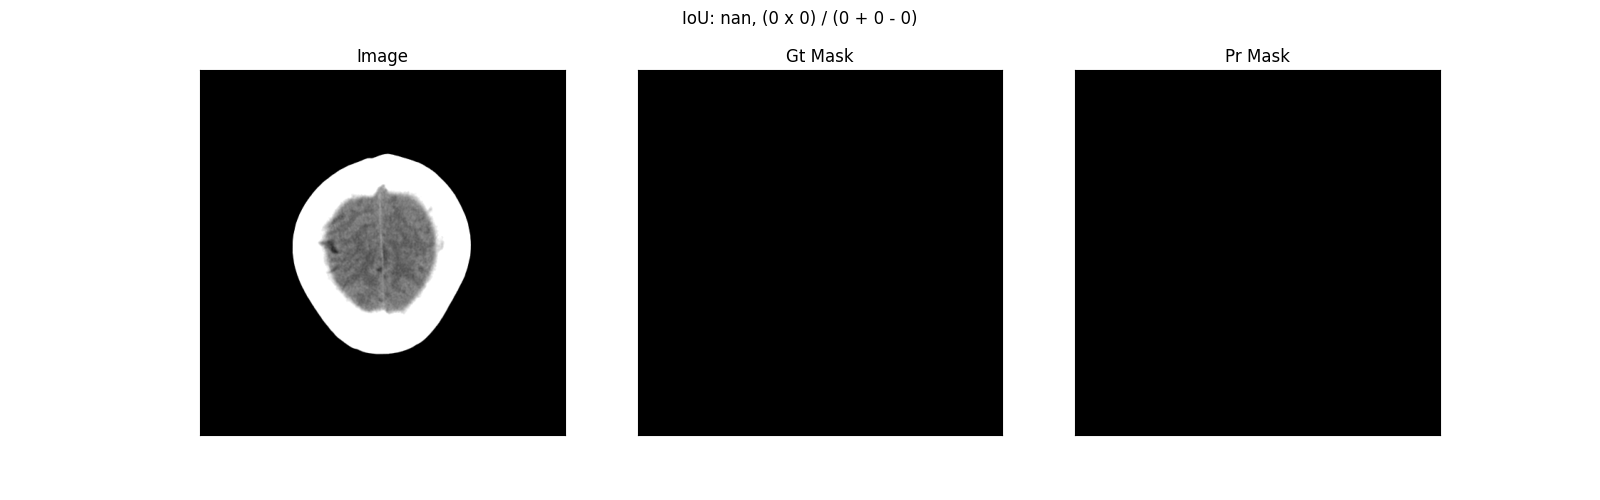 IoU: nan, (0 x 0) / (0 + 0 - 0)
Image
Gt Mask
Pr Mask